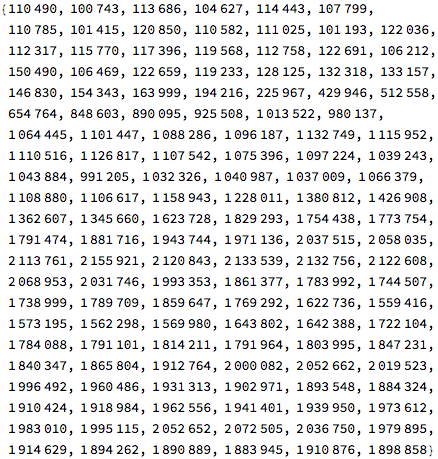 {110 490, 100 743, 113 686, 104 627, 114 443, 107 799,
110 785, 101 415, 120 850, 110 582, 111 025, 101 193, 122 036,
112 317, 115 770, 117 396, 119 568, 112 758, 122 691, 106 212,
150 490, 106 469, 122 659, 119 233, 128 125, 132 318, 133 157,
146 830, 154 343, 163 999, 194 216, 225 967, 429 946, 512 558,
654 764, 848 603, 890 095, 925 508, 1 013 522, 980 137,
1 064 445, 1 101 447, 1 088 286, 1 096 187, 1 132 749, 1 115 952,
1 110 516, 1 126 817, 1 107 542, 1 075 396, 1 097 224, 1 039 243,
1 043 884, 991 205, 1 032 326, 1 040 987, 1 037 009, 1 066 379,
1 108 880, 1 106 617, 1 158 943, 1 228 011, 1 380 812, 1 426 908,
1 362 607, 1 345 660, 1 623 728, 1 829 293, 1 754 438, 1 773 754,
1 791 474, 1 881 716, 1 943 744, 1 971 136, 2 037 515, 2 058 035,
2 113 761, 2 155 921, 2 120 843, 2 133 539, 2 132 756, 2 122 608,
2 068 953, 2 031 746, 1 993 353, 1 861 377, 1 783 992, 1 744 507,
1 738 999, 1 789 709, 1 859 647, 1 769 292, 1 622 736, 1 559 416,
1 573 195, 1 562 298, 1 569 980, 1 643 802, 1 642 388, 1 722 104,
1 784 088, 1 791 101, 1 814 211, 1 791 964, 1 803 995, 1 847 231,
1 840 347, 1 865 804, 1 912 764, 2 000 082, 2 052 662, 2 019 523,
1 996 492, 1 960 486, 1 931 313, 1 902 971, 1 893 548, 1 884 324,
1 910 424, 1 918 984, 1 962 556, 1 941 401, 1 939 950, 1 973 612,
1 983 010, 1 995 115, 2 052 652, 2 072 505, 2 036 750, 1 979 895,
1 914 629, 1 894 262, 1 890 889, 1 883 945, 1 910 876, 1 898 858}